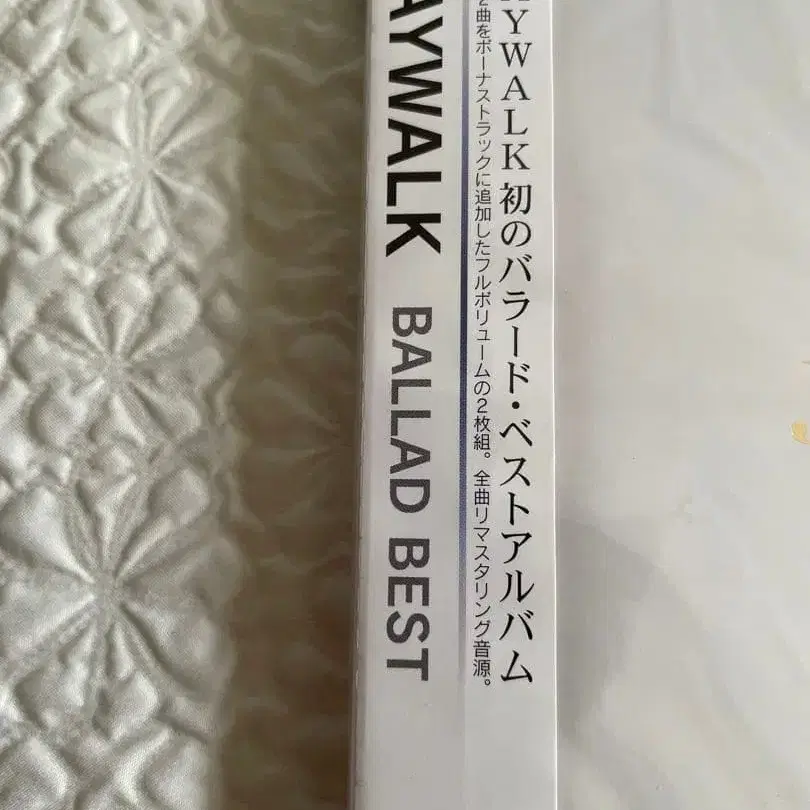 AYWALK BALLAD BEST
YWALK 初のバラード・ベストアルバム
2曲をボーナストラックに追加したフルボリュームの2枚組。全曲リマスタリング音源。